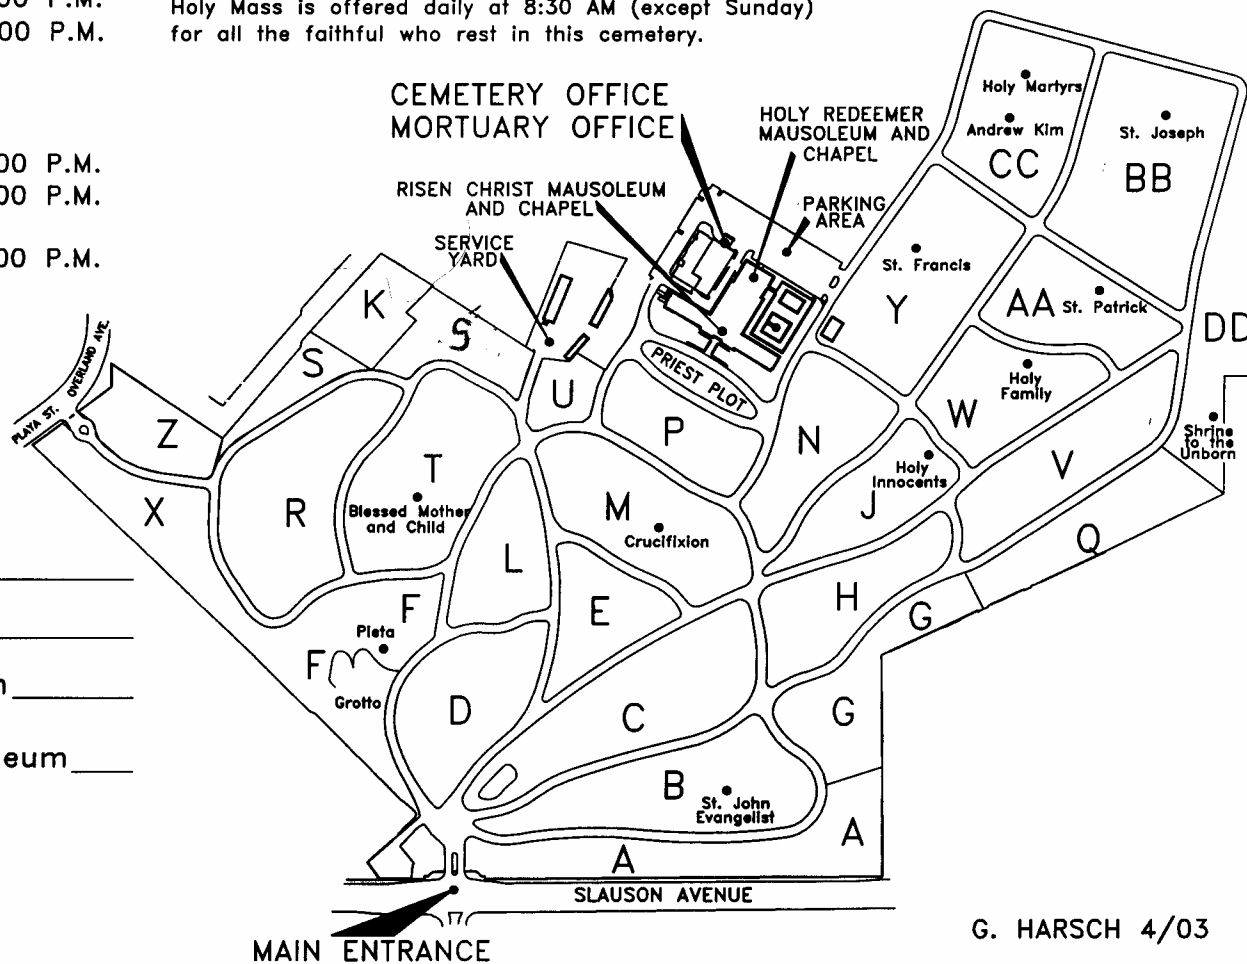 00 P.M.
00 P.M.
Holy Mass is offered daily at 8:30 AM (except Sunday)
for all the faithful who rest in this cemetery.
00 P.M.
00 P.M.
00 P.M.
CEMETERY OFFICE
MORTUARY OFFICE
HOLY REDEEMER
MAUSOLEUM AND
CHAPEL
RISEN CHRIST MAUSOLEUM
AND CHAPEL
PARKING
AREA
SERVICE
YARD
Holy Martyrs
Andrew Kim
CC
St. Joseph
BB
St. Francis
Y
AA
St. Patrick
DD
K
S
S
U
PRIEST PLOT
P
N
W
Holy
Family
Shrine
to the
Unborn
PLAYA ST.
OVERLAND AVE.
Z
X
R
T
Blessed Mother
and Child
L
M
Crucifixion
J
Holy
Innocents
V
Q
E
H
G
G
F
Pieta
F
Grotto
D
C
B
St. John
Evangelist
A
A
n
eum
SLAUSON AVENUE
MAIN ENTRANCE
G. HARSCH 4/03